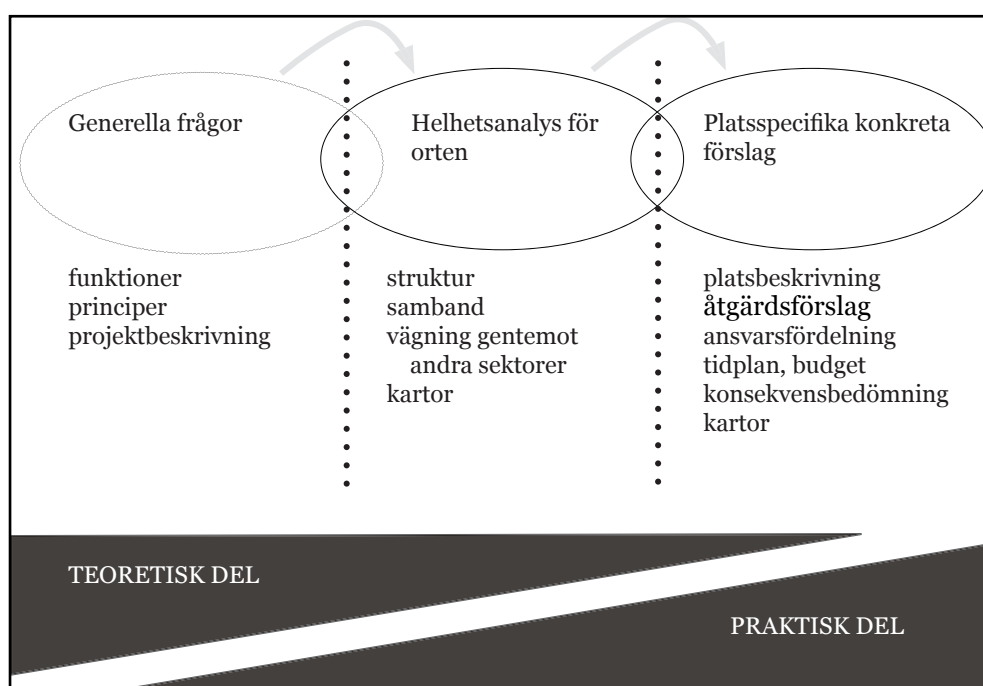 Generella frågor
Helhetsanalys för
orten
Platsspecifika konkreta
förslag
funktioner
principer
projektbeskrivning
struktur
samband
vägning gentemot
andra sektorer
kartor
platsbeskrivning
åtgärdsförslag
ansvarsfördelning
tidplan, budget
konsekvensbedömning
kartor
TEORETISK DEL
PRAKTISK DEL